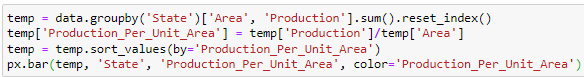 temp = data.groupby('State')['Area', 'Production'].sum().reset_index()
temp['Production_Per_Unit_Area'] = temp['Production']/temp['Area']
temp = temp.sort_values(by='Production_Per_Unit_Area')
px.bar(temp, 'State', 'Production_Per_Unit_Area', color='Production_Per_Unit_Area')